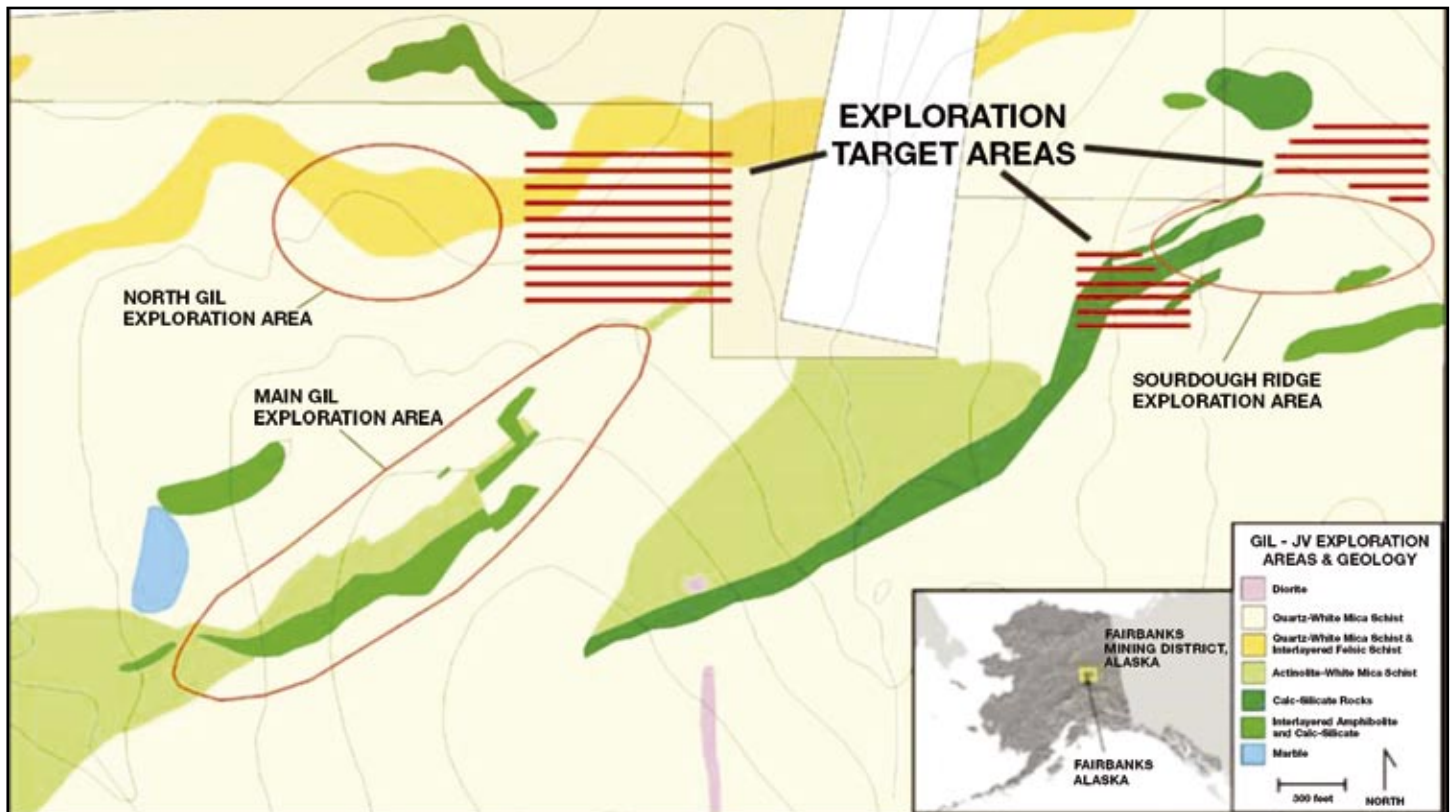 EXPLORATION
TARGET AREAS
NORTH GIL
EXPLORATION AREA
MAIN GIL
EXPLORATION AREA
SOURDOUGH RIDGE
EXPLORATION AREA
GIL - JV EXPLORATION
AREAS & GEOLOGY
Diorite
Quartz-White Mica Schist
Quartz-White Mica Schist &
Interlayered Felsic Schist
Actinolite-White Mica Schist
Calc-Silicate Rocks
Interlayered Amphibolite
and Calc-Silicate
Marble
300 feet
NORTH
FAIRBANKS
MINING DISTRICT,
ALASKA
FAIRBANKS
ALASKA